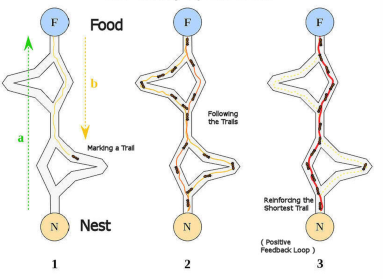 F
Food
F
F
a
b
Marking a Trail
Following
the Trails
N
Nest
N
Reinforcing the
Shortest Trail
( Positive
Feedback Loop )
N
1
2
3